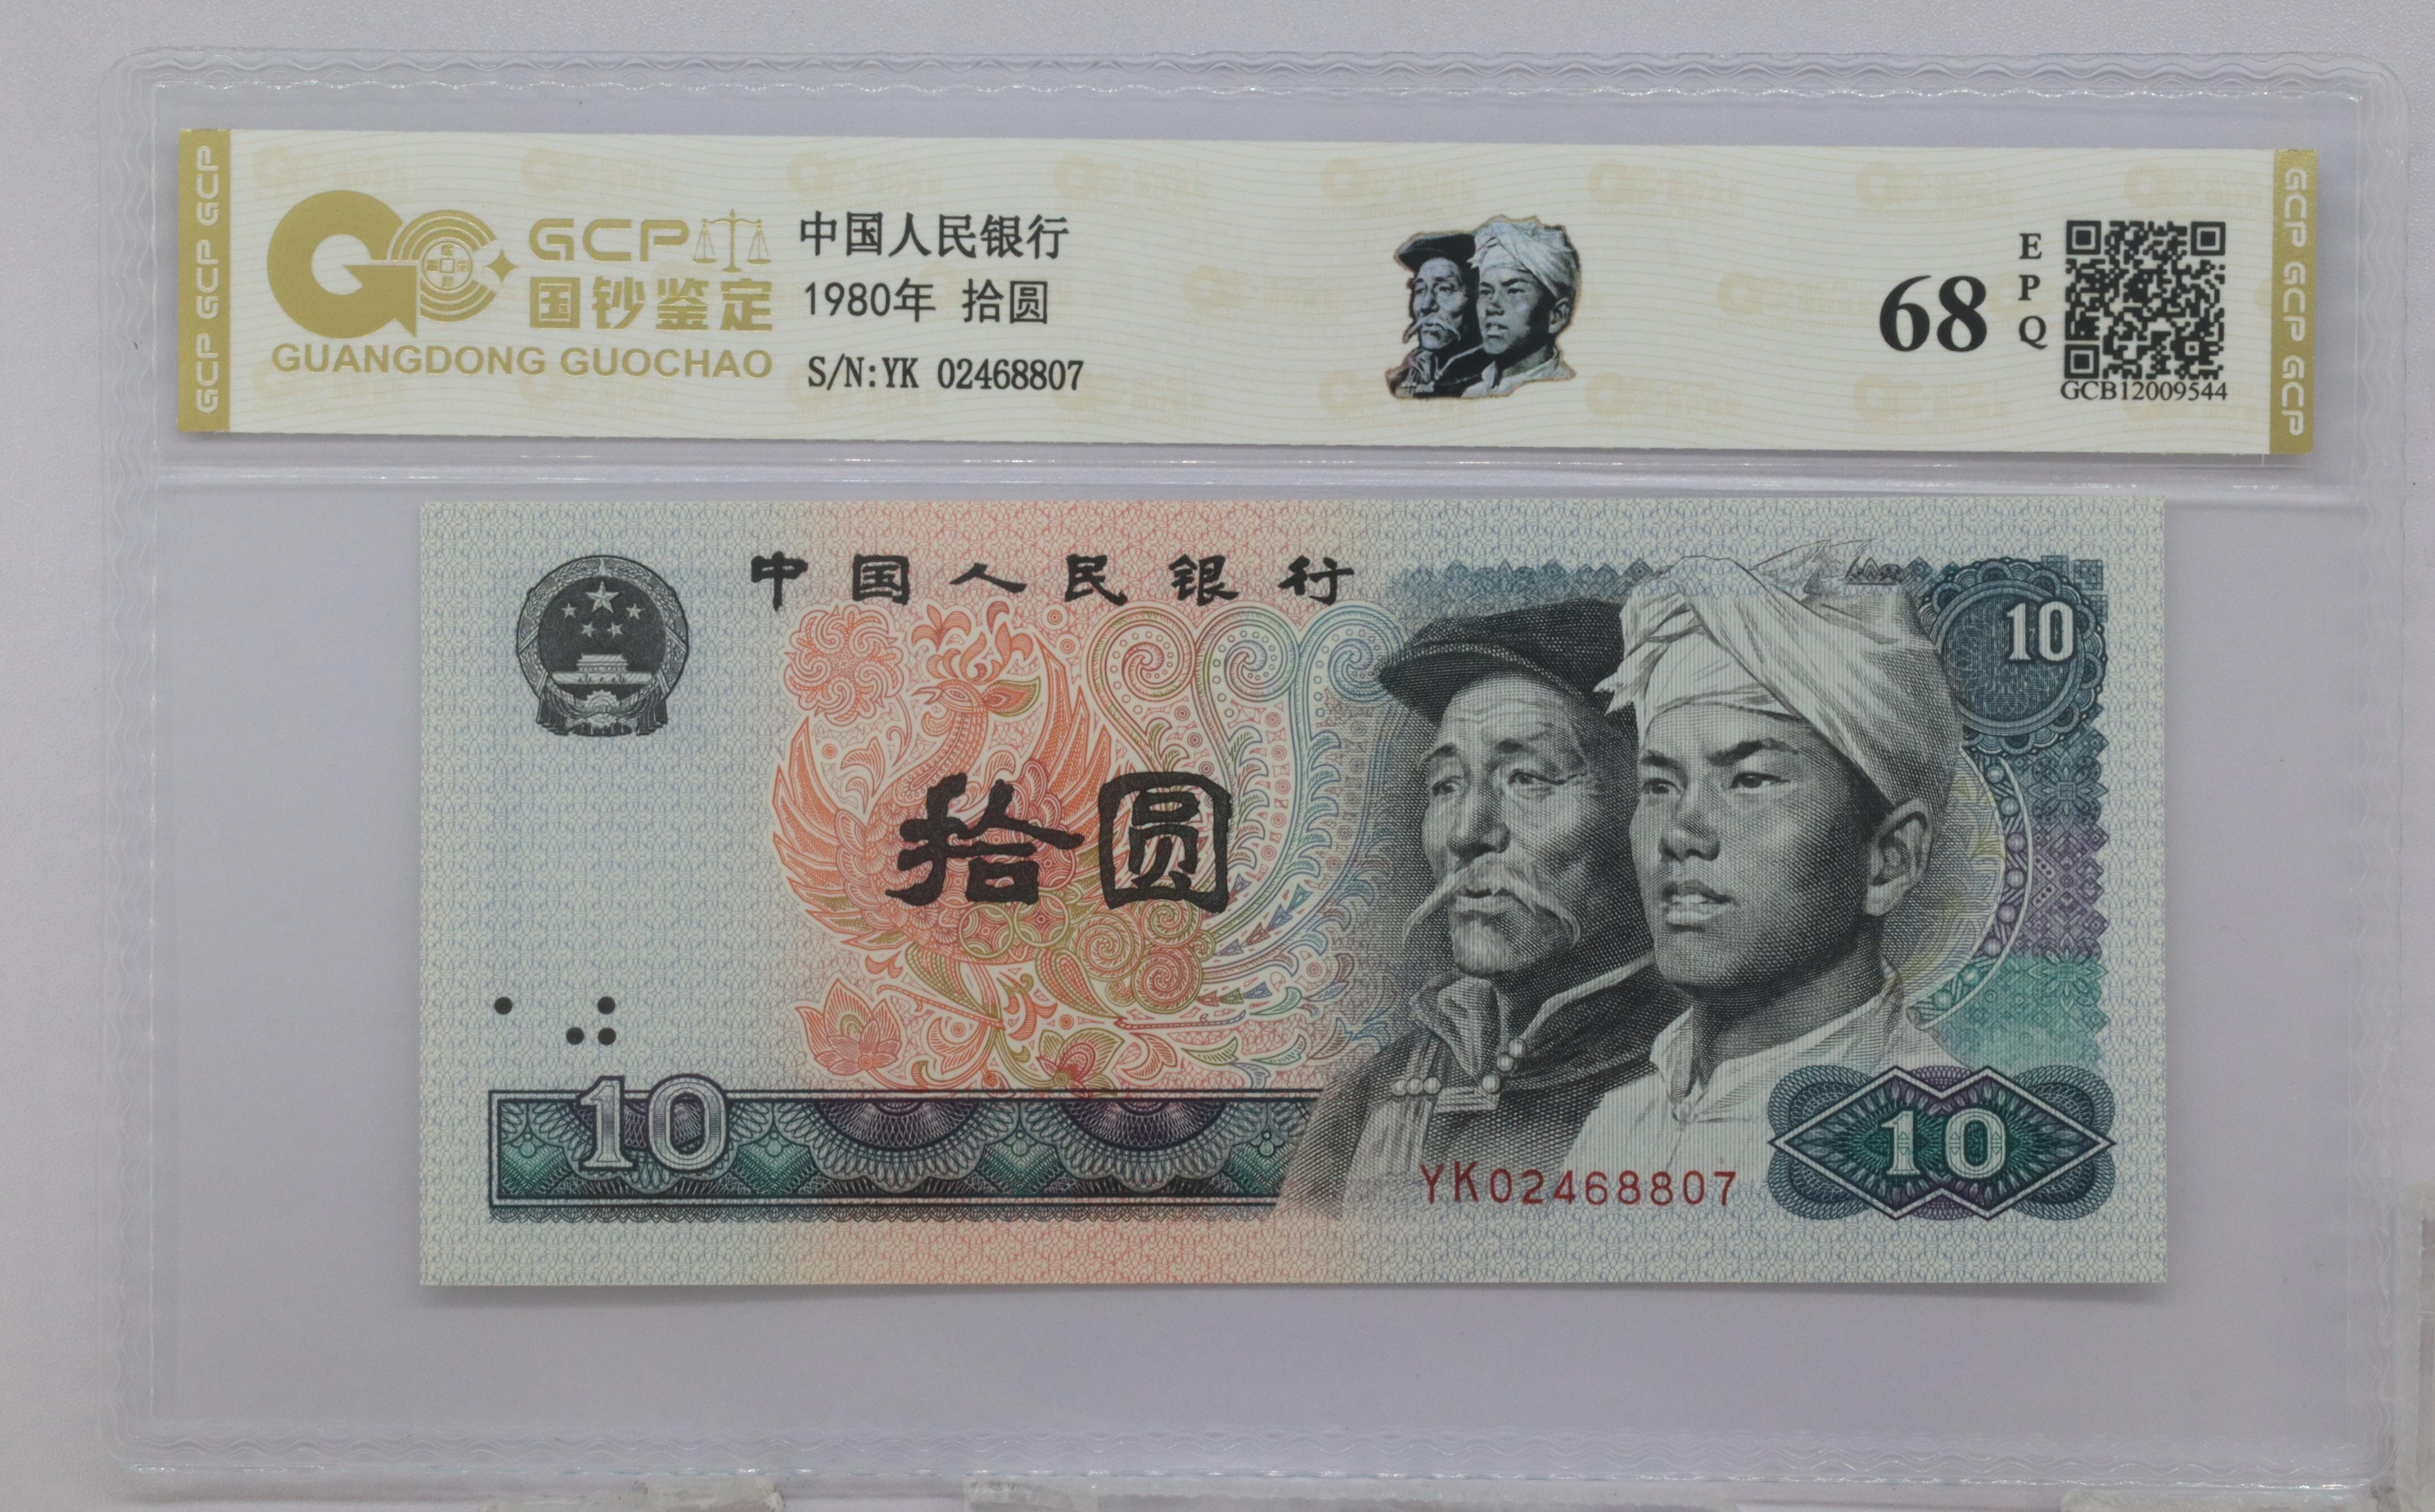 GCP GCP GCP
GCP
国钞鉴定
GUANGDONG GUOCHAO
中国人民银行
1980年 拾圆
S/N:YK 02468807
68
EPQ
GCB12009544
GCP GCP GCP
中国人民银行
10
拾圆
10
YK02468807
10